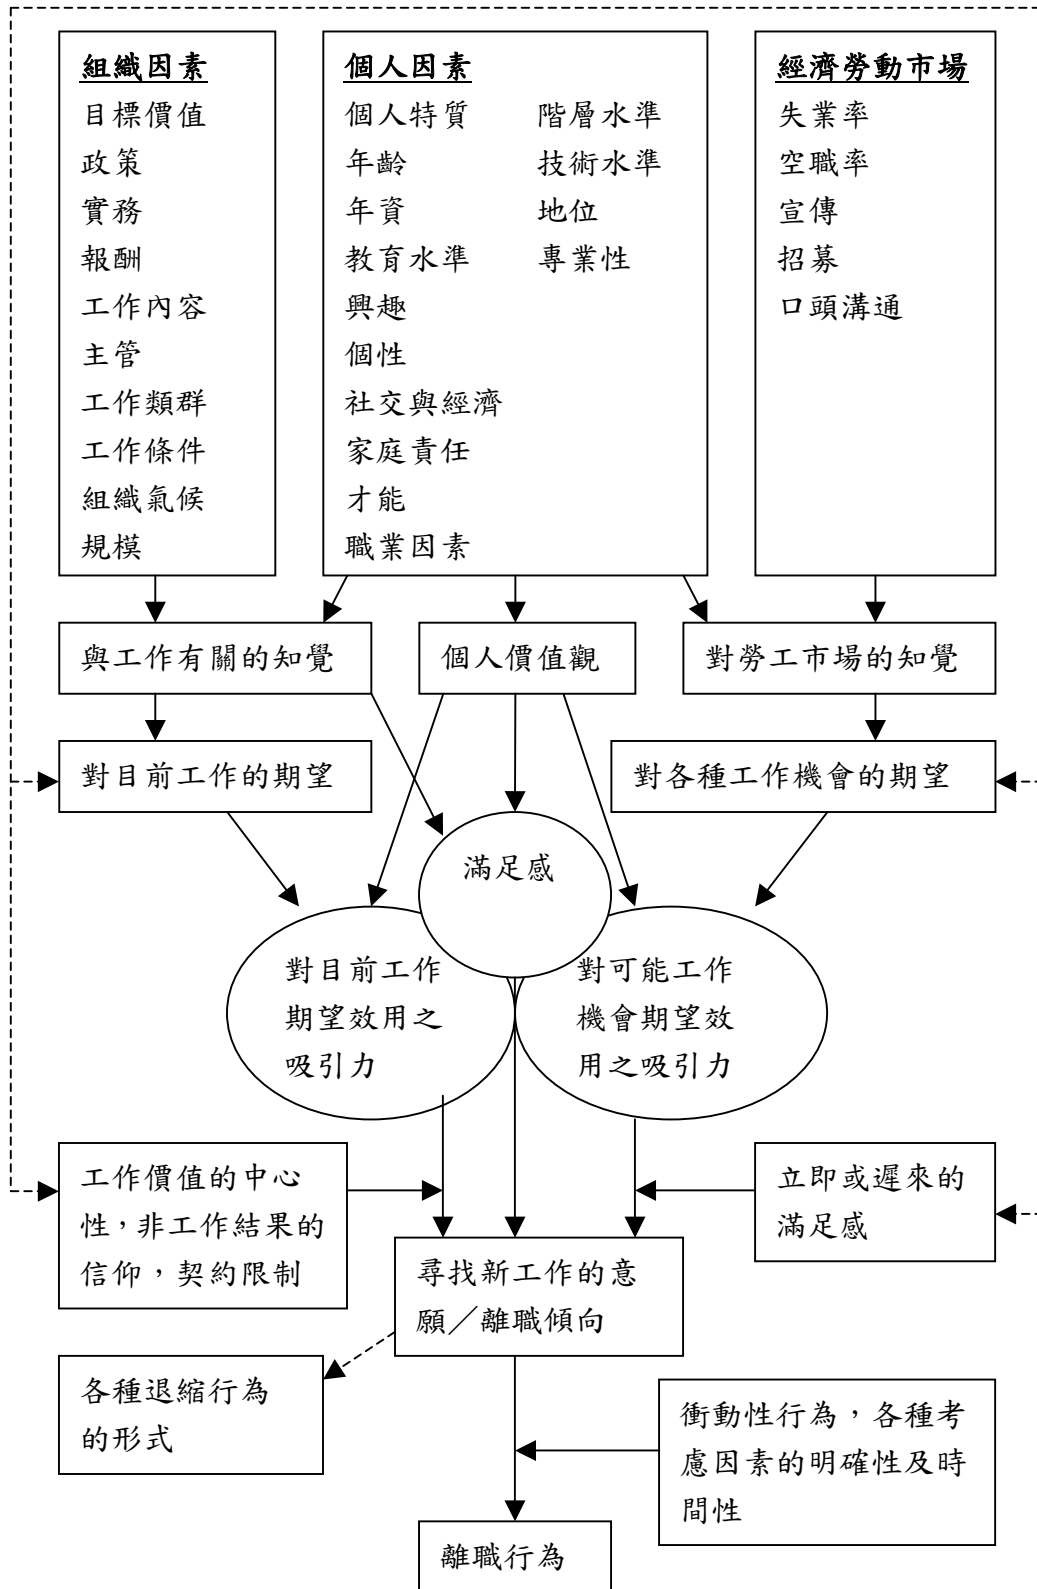 組織因素
目標價值
政策
實務
報酬
工作內容
主管
工作類群
工作條件
組織氣候
規模
個人因素
個人特質
年齡
年資
教育水準
興趣
個性
社交與經濟
家庭責任
才能
職業因素
階層水準
技術水準
地位
專業性
經濟勞動市場
失業率
空職率
宣傳
招募
口頭溝通
與工作有關的知覺
個人價值觀
對勞工市場的知覺
對目前工作的期望
對各種工作機會的期望
滿足感
對目前工作
期望效用之
吸引力
對可能工作
機會期望效
用之吸引力
工作價值的中心
性，非工作結果的
信仰，契約限制
立即或遲來的
滿足感
尋找新工作的意
願／離職傾向
各種退縮行為
的形式
衝動性行為，各種考
慮因素的明確性及時
間性
離職行為